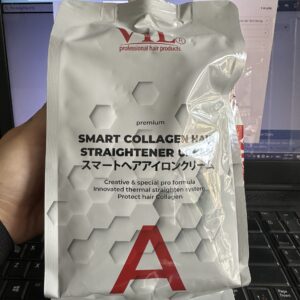 professional hair products
premium
SMART COLLAGEN HAIR
STRAIGHTENER
スマートヘアアイロンクリーム
Creative & special pro formula
Innovated thermal straighten system
Protect hair Collagen
A